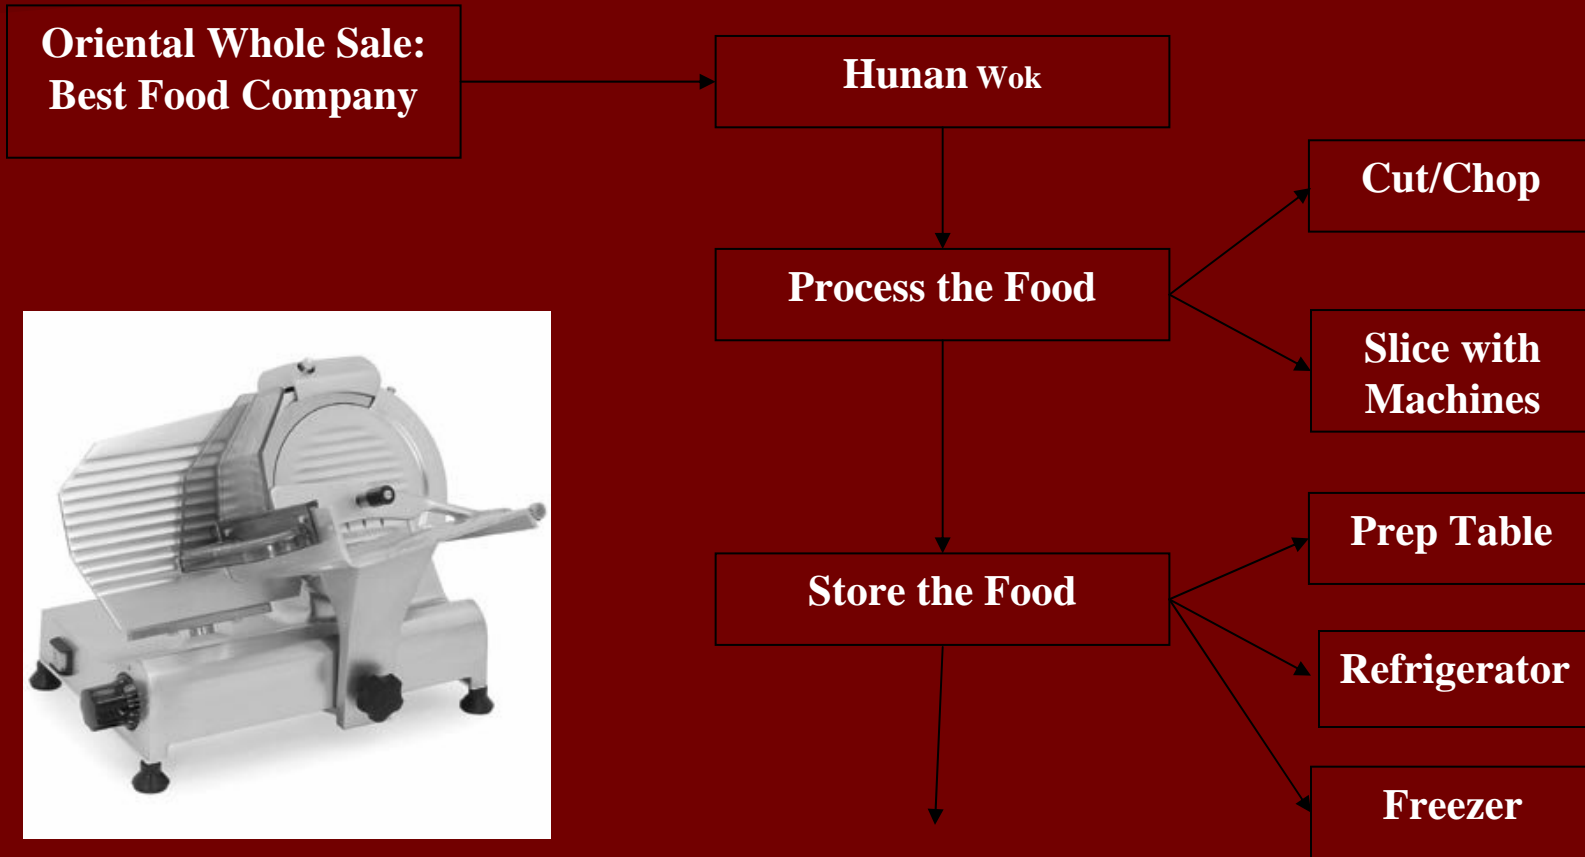 Oriental Whole Sale:
Best Food Company
Hunan Wok
Cut/Chop
Process the Food
Slice with
Machines
Prep Table
Store the Food
Refrigerator
Freezer